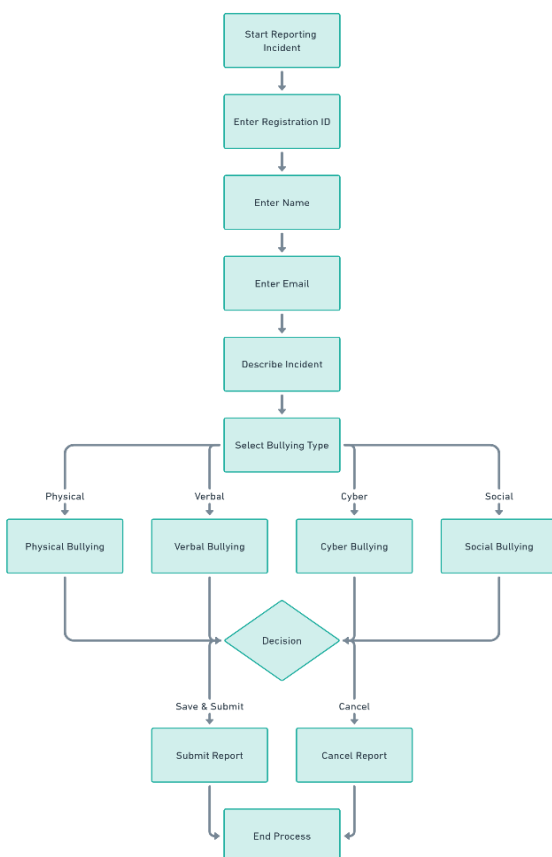 Start Reporting
Incident
Enter Registration ID
Enter Name
Enter Email
Describe Incident
Select Bullying Type
Physical
Verbal
Cyber
Social
Physical Bullying
Verbal Bullying
Cyber Bullying
Social Bullying
Decision
Save & Submit
Cancel
Submit Report
Cancel Report
End Process